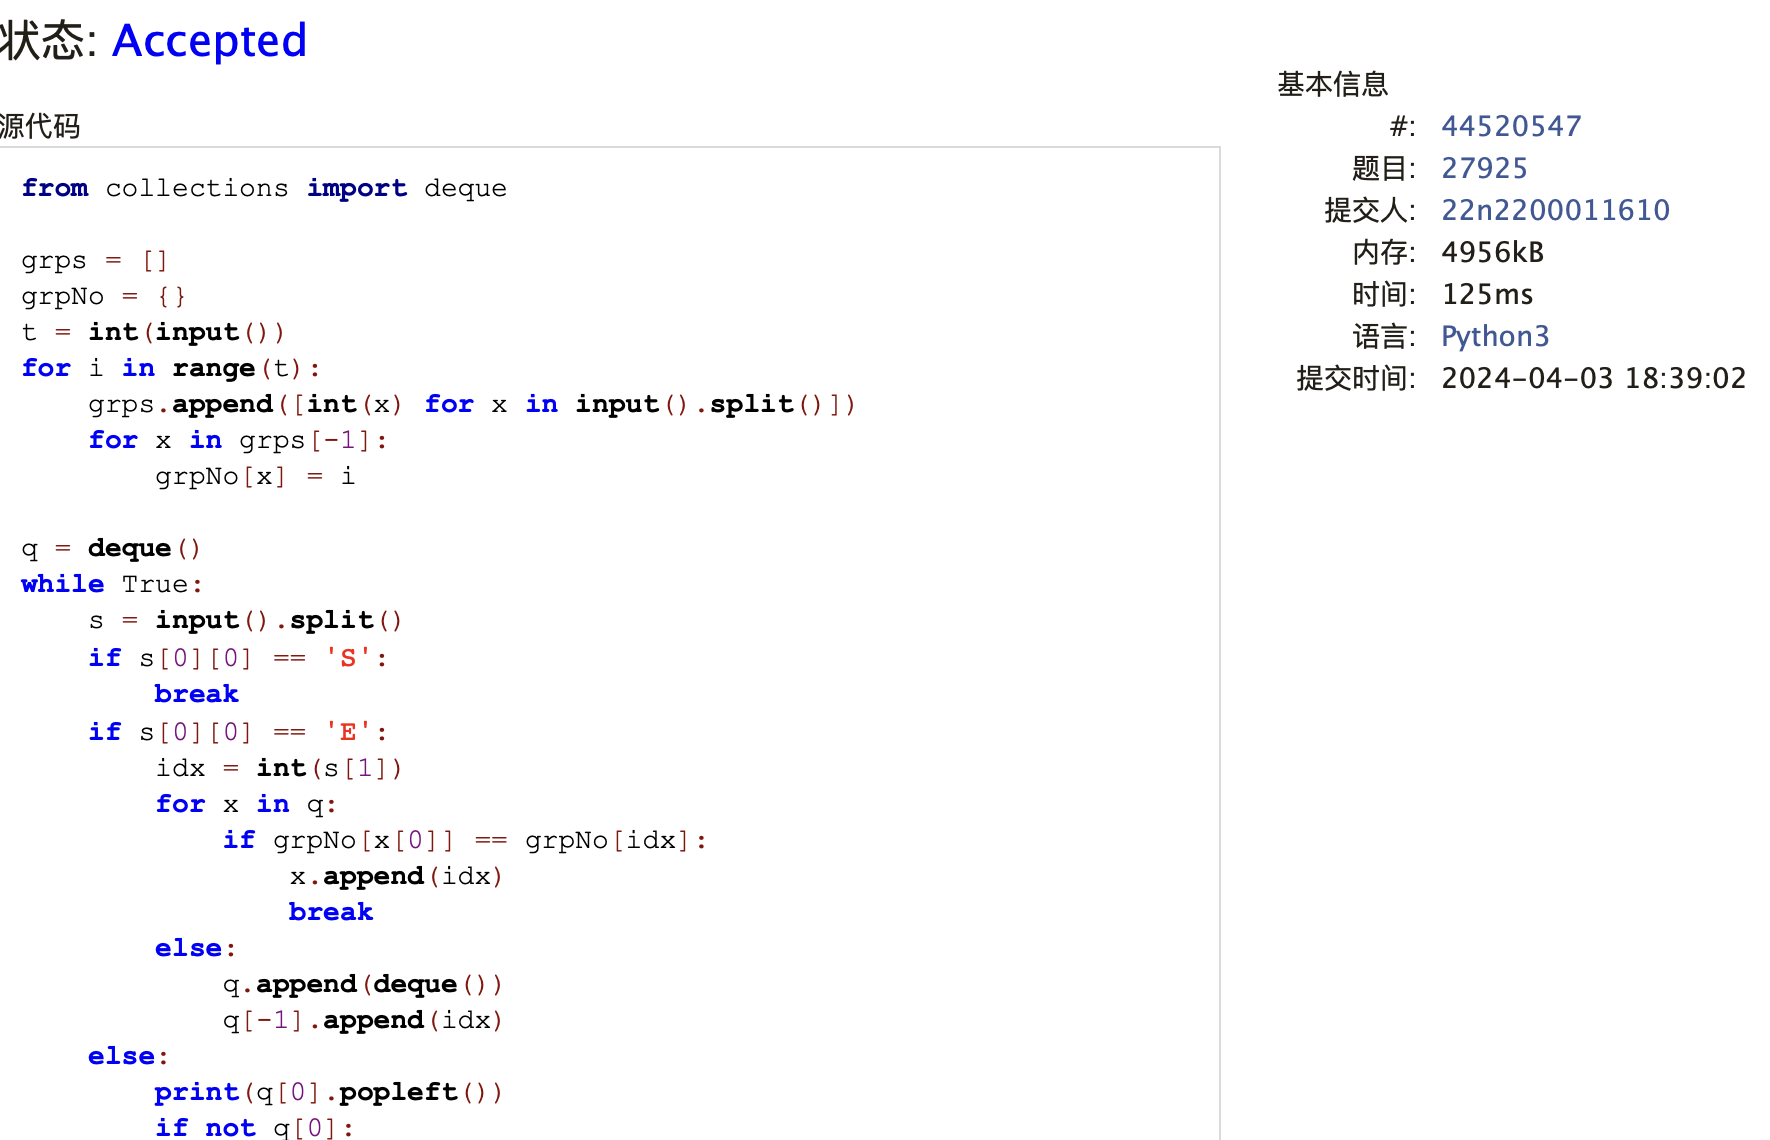 状态: Accepted
源代码
from collections import deque
grps = []
grpNo = {}
t = int(input())
for i in range(t):
    grps.append([int(x) for x in input().split()])
    for x in grps[-1]:
        grpNo[x] = i
q = deque()
while True:
    s = input().split()
    if s[0][0] == 'S':
        break
    if s[0][0] == 'E':
        idx = int(s[1])
        for x in q:
            if grpNo[x[0]] == grpNo[idx]:
                x.append(idx)
                break
        else:
            q.append(deque())
            q[-1].append(idx)
    else:
        print(q[0].popleft())
        if not q[0]:
基本信息
#: 44520547
题目: 27925
提交人: 22n2200011610
内存: 4956kB
时间: 125ms
语言: Python3
提交时间: 2024-04-03 18:39:02